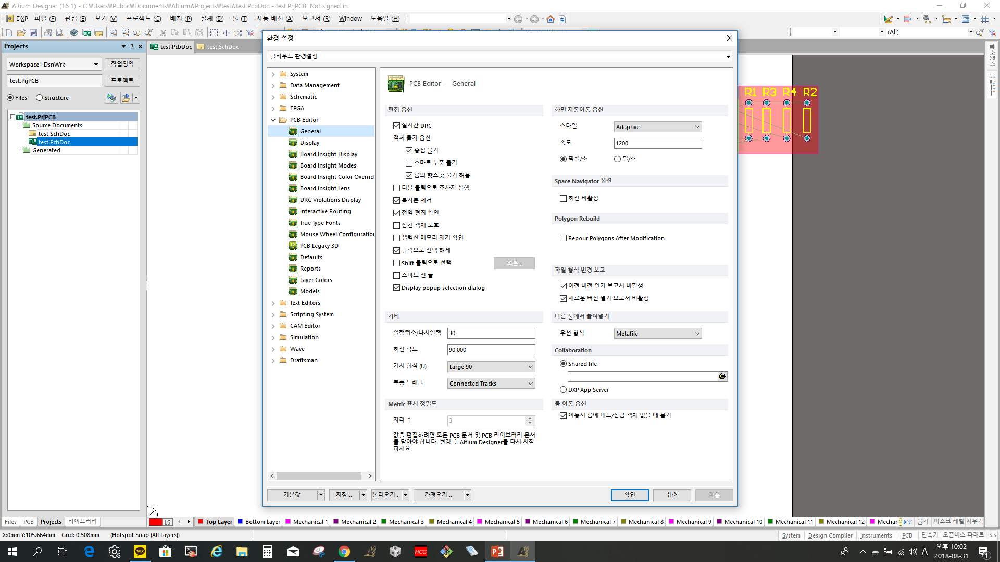 Altium Designer (16.1) - C:₩Users₩Public₩Documents₩Altium₩Projects₩test₩test.PcbDoc - test.PrjPCB. Not signed in.
DXP 파일 (F) 편집 (E) 보기 (V) 프로젝트 (C) 배치 (P) 설계 (D) 툴 (T) 자동 배선 (A) 보고서 (R) Window 도움말 (H)
(All)
Projects
test.PcbDoc test.SchDoc
Workspace1.DsnWrk 작업영역
test.PrjPCB 프로젝트
Files Structure
test.PrjPCB
Source Documents
test.SchDoc
test.PcbDoc
Generated
환경 설정
클라우드 환경설정
System
Data Management
Schematic
FPGA
PCB Editor
General
Display
Board Insight Display
Board Insight Modes
Board Insight Color Overrid
Board Insight Lens
DRC Violations Display
Interactive Routing
True Type Fonts
Mouse Wheel Configuration
PCB Legacy 3D
Defaults
Reports
Layer Colors
Models
Text Editors
Scripting System
CAM Editor
Simulation
Wave
Draftsman
PCB Editor — General
편집 옵션
실시간 DRC
객체 물기 옵션
중심 물기
스마트 부품 물기
룸의 핫스팟 물기 허용
더블 클릭으로 조사자 실행
복사본 제거
전역 편집 확인
잠긴 객체 보호
셀렉션 메모리 제거 확인
클릭으로 선택 해제
Shift 클릭으로 선택 초본...
스마트 선 끝
Display popup selection dialog
기타
실행취소/다시실행 30
회전 각도 90.000
커서 형식 (U) Large 90
부품 드래그 Connected Tracks
Metric 표시 정밀도
자리 수 3
값을 편집하려면 모든 PCB 문서 및 PCB 라이브러리 문서
를 닫아야 합니다. 변경 후 Altium Designer를 다시 시작
하세요.
화면 자동이동 옵션
스타일 Adaptive
속도 1200
픽셀/초 밀/초
Space Navigator 옵션
회전 비활성
Polygon Rebuild
Repour Polygons After Modification
파일 형식 변경 보고
이전 버전 열기 보고서 비활성
새로운 버전 열기 보고서 비활성
다른 툴에서 붙여넣기
우선 형식 Metafile
Collaboration
Shared file
DXP App Server
룸 이동 옵션
이동시 룸에 네트/잠금 객체 없을 때 묻기
기본값 저장... 불러오기... 가져오기... 확인 취소 적용
R1 R3 R4 R2
즐겨찾기
클립보드
Files PCB Projects 라이브러리
LS Top Layer Bottom Layer Mechanical 1 Mechanical 2 Mechanical 3 Mechanical 4 Mechanical 5 Mechanical 6 Mechanical 7 Mechanical 8 Mechanical 9 Mechanical 10 Mechanical 11 Mechanical 12 Mechar 물기 마스크 레벨 지우기
X:0mm Y:105.664mm Grid: 0.508mm (Hotspot Snap (All Layers))
System Design Compiler Instruments PCB 단축키 오픈버스 파레트 >>
TALK
HCG
A
오후 10:02
2018-08-31
1